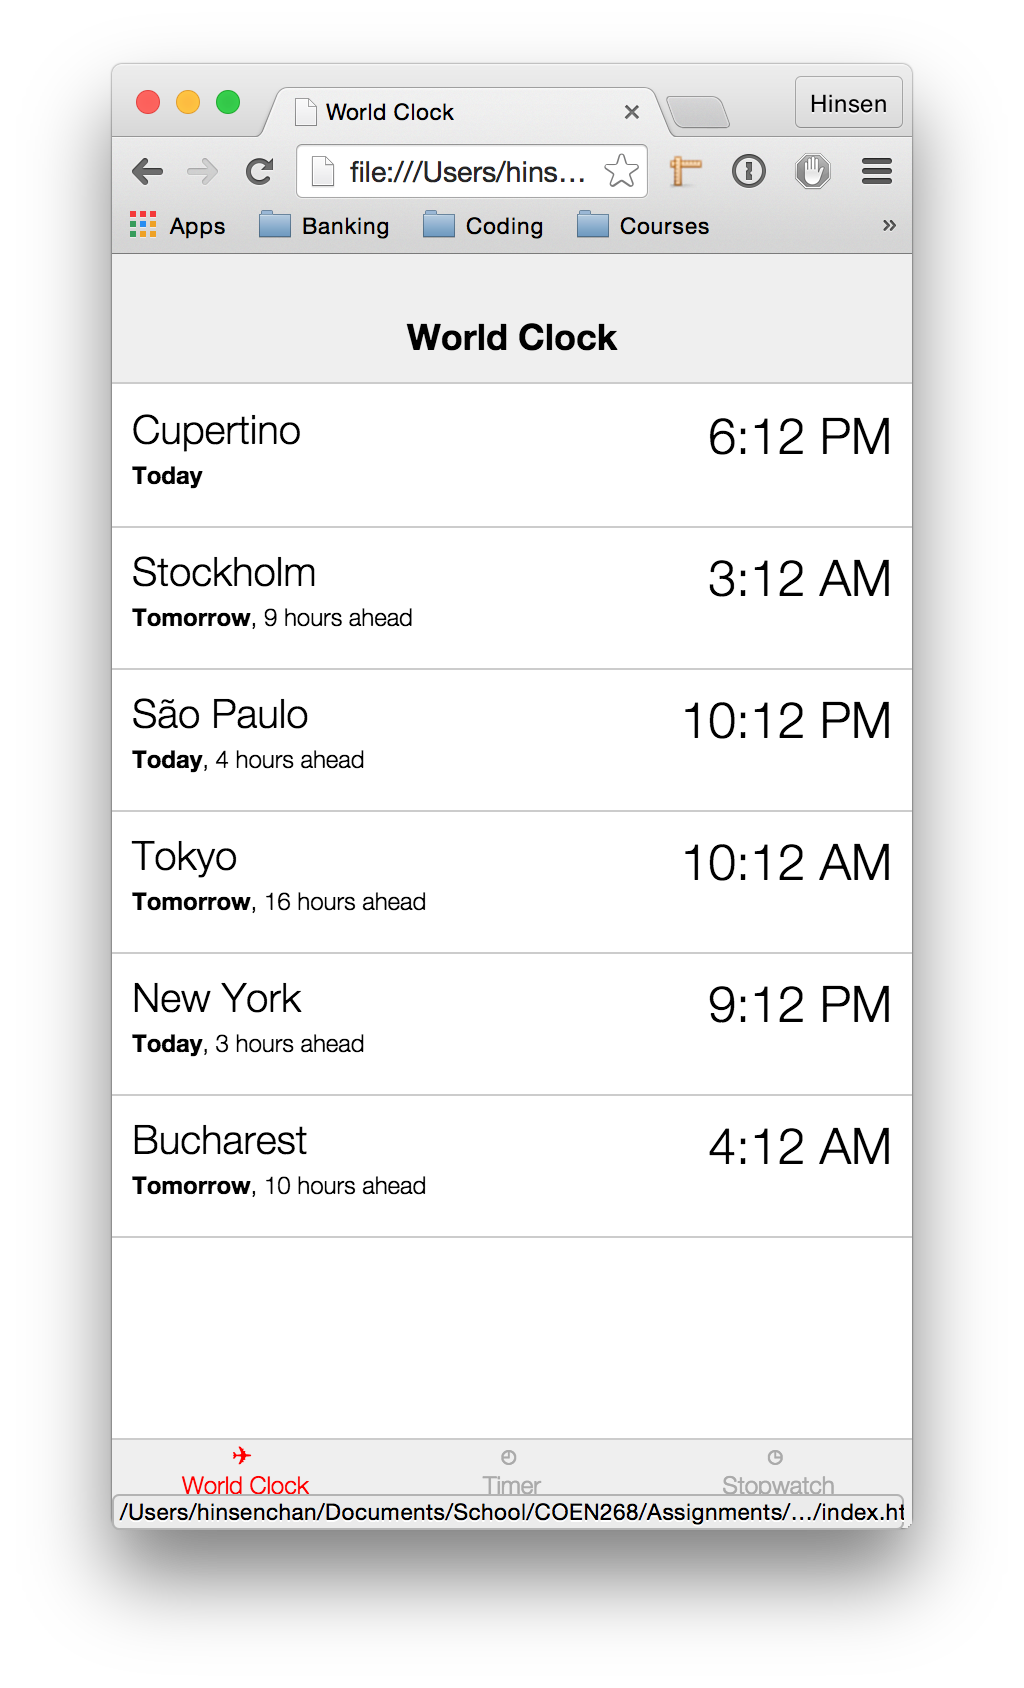 World Clock
Hinsen
file:///Users/hins...
Apps Banking Coding Courses »
World Clock
Cupertino 6:12 PM
Today
Stockholm 3:12 AM
Tomorrow, 9 hours ahead
São Paulo 10:12 PM
Today, 4 hours ahead
Tokyo 10:12 AM
Tomorrow, 16 hours ahead
New York 9:12 PM
Today, 3 hours ahead
Bucharest 4:12 AM
Tomorrow, 10 hours ahead
World Clock Timer Stopwatch
/Users/hinsenchan/Documents/School/COEN268/Assignments/.../index.ht